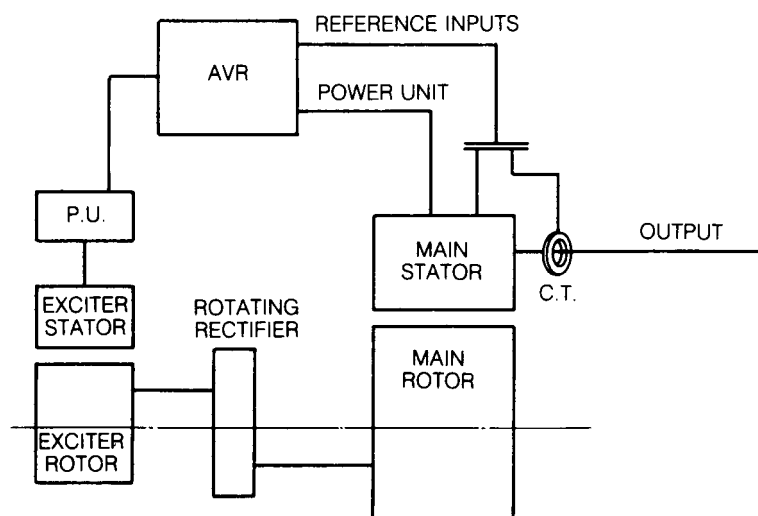 REFERENCE INPUTS
AVR
POWER UNIT
P.U.
MAIN
STATOR
OUTPUT
C.T.
EXCITER
STATOR
ROTATING
RECTIFIER
MAIN
ROTOR
EXCITER
ROTOR